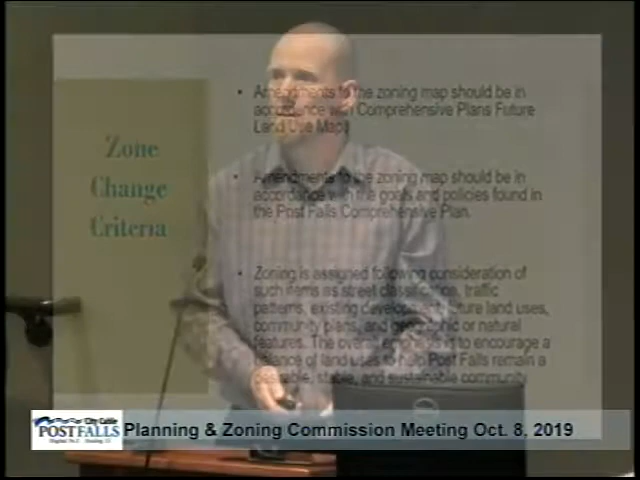 Zone
Change
Criteria
• Amendments to the zoning map should be in
accordance with Comprehensive Plans Future
Land Use Map.
• Amendments to the zoning map should be in
accordance with the goals and policies found in
the Post Falls Comprehensive Plan.
• Zoning is assigned following consideration of
such items as street classification, traffic
patterns, existing development, future land uses,
community plans, and geographic or natural
features. The overall emphasis is to encourage a
balance of land uses to help Post Falls remain a
desirable, stable, and sustainable community
City Cable
POSTFALLS
Planning & Zoning Commission Meeting Oct. 8, 2019